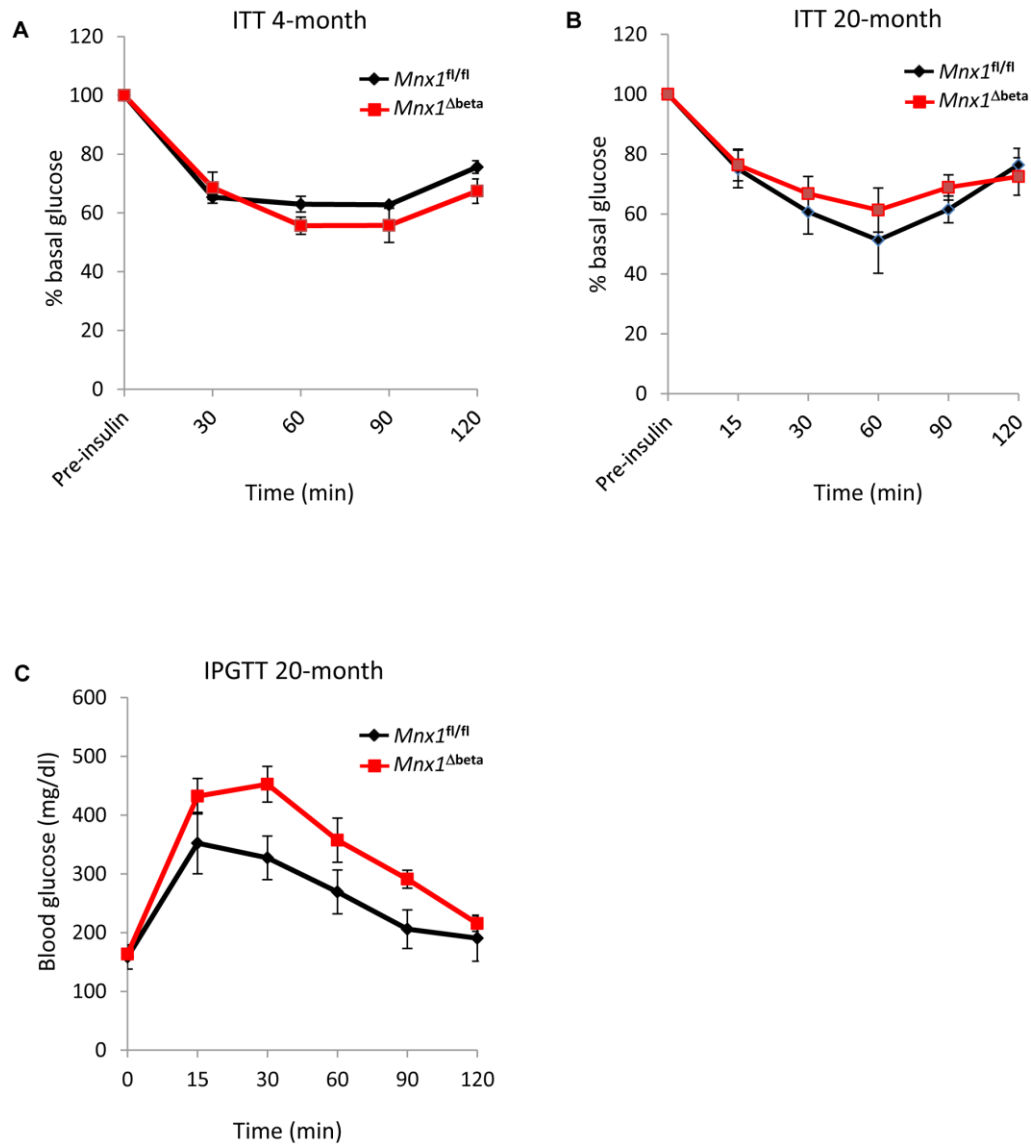 A
ITT 4-month
% basal glucose
120
100
80
60
40
20
0
Mnx1fl/fl
Mnx1Δbeta
Pre-insulin
30
60
90
120
Time (min)
B
ITT 20-month
% basal glucose
120
100
80
60
40
20
0
Mnx1fl/fl
Mnx1Δbeta
Pre-insulin
15
30
60
90
120
Time (min)
C
IPGTT 20-month
Blood glucose (mg/dl)
600
500
400
300
200
100
0
Mnx1fl/fl
Mnx1Δbeta
0
15
30
60
90
120
Time (min)